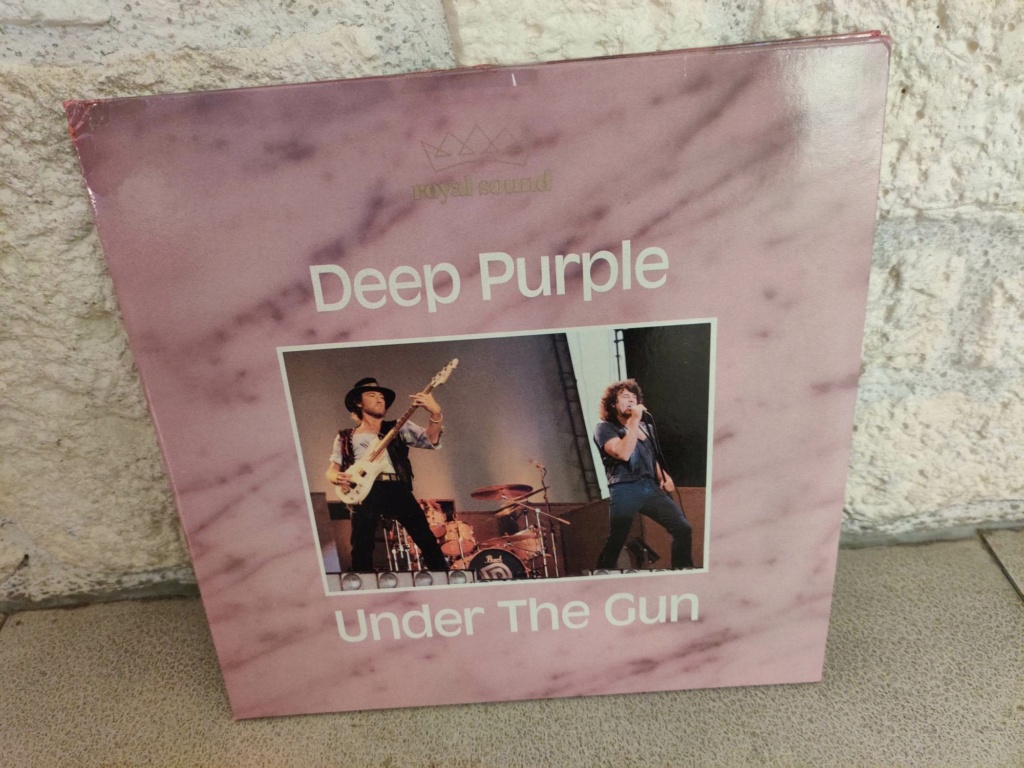 royal sound
Deep Purple
Under The Gun